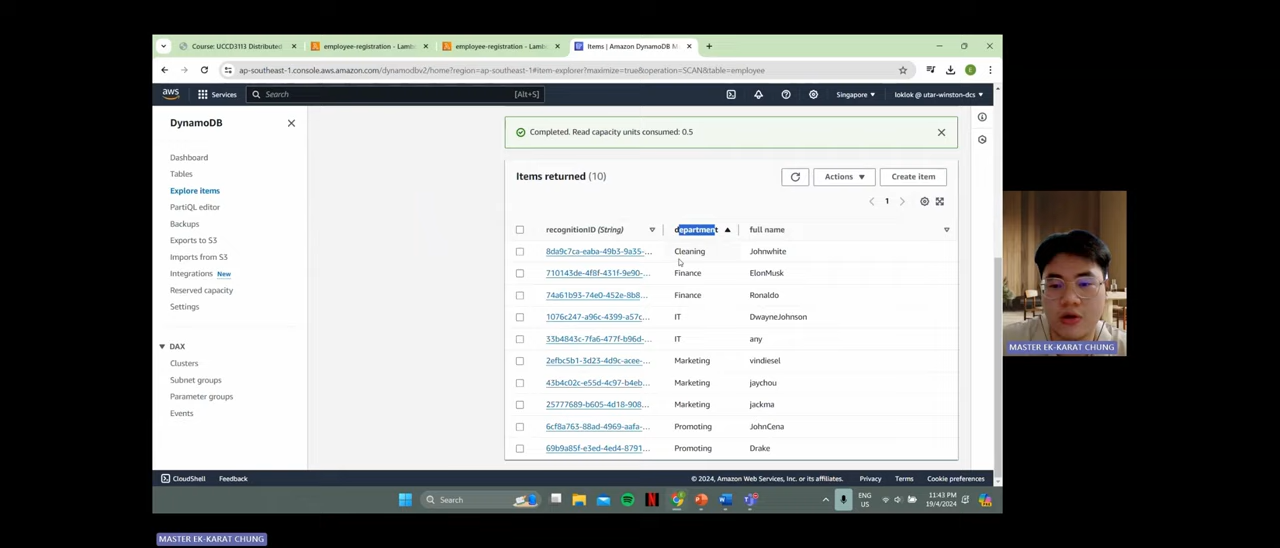 Course: UCCD3113 Distributed
employee-registration - Lamb
employee-registration - Lamb
Items | Amazon DynamoDB M
ap-southeast-1.console.aws.amazon.com/dynamodbv2/home?region=ap-southeast-1#item-explorer?maximize=true&operation=SCAN&table=employee
E
aws
Services
Search
[Alt+S]
Singapore
loklok @ utar-winston-dcs
DynamoDB
Dashboard
Tables
Explore items
PartiQL editor
Backups
Exports to S3
Imports from S3
Integrations New
Reserved capacity
Settings
DAX
Clusters
Subnet groups
Parameter groups
Events
Completed. Read capacity units consumed: 0.5
Items returned (10)
Actions
Create item
1
recognitionID (String) department full name
8da9c7ca-eaba-49b3-9a35-... Cleaning Johnwhite
710143de-4f8f-431f-9e90-... Finance ElonMusk
74a61b93-74e0-452e-8b8... Finance Ronaldo
1076c247-a96c-4399-a57c... IT DwayneJohnson
33b4843c-7fa6-477f-b96d-... IT any
2efbc5b1-3d23-4d9c-acee-... Marketing vindiesel
43b4c02c-e55d-4c97-b4eb... Marketing jaychou
25777689-b605-4d18-908... Marketing jackma
6cf8a763-88ad-4969-aafa-... Promoting JohnCena
69b9a85f-e3ed-4ed4-8791... Promoting Drake
CloudShell
Feedback
© 2024, Amazon Web Services, Inc. or its affiliates.
Privacy
Terms
Cookie preferences
Search
ENG
US
11:43 PM
19/4/2024
MASTER EK-KARAT CHUNG
MASTER EK-KARAT CHUNG